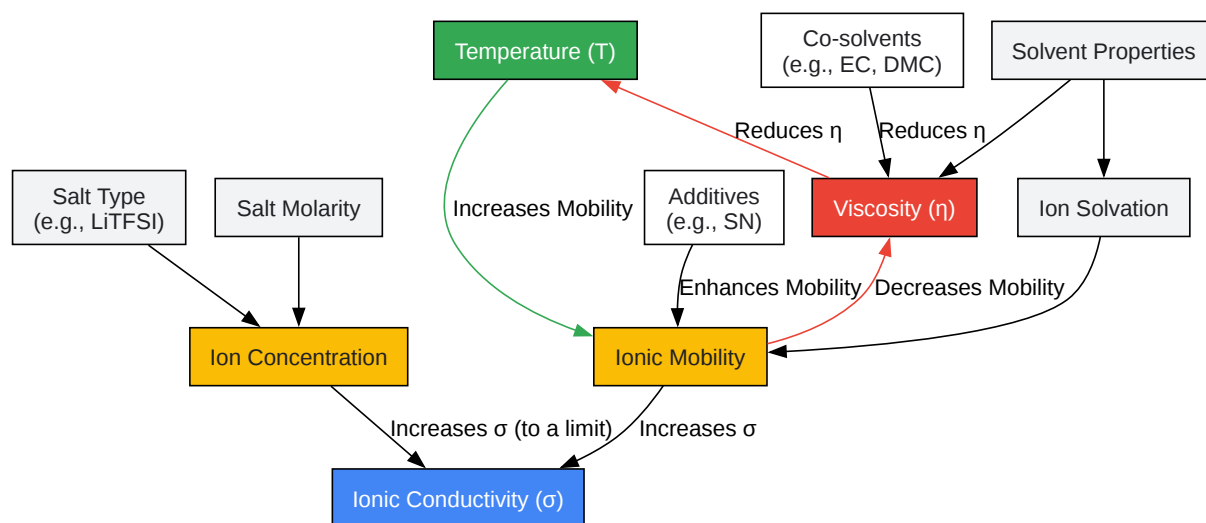 Temperature (T)
Co-solvents
(e.g., EC, DMC)
Solvent Properties
Reduces η
Reduces η
Salt Type
(e.g., LiTFSI)
Salt Molarity
Increases Mobility
Additives
(e.g., SN)
Viscosity (η)
Ion Solvation
Enhances Mobility
Decreases Mobility
Ion Concentration
Ionic Mobility
Increases σ (to a limit)
Increases σ
Ionic Conductivity (σ)